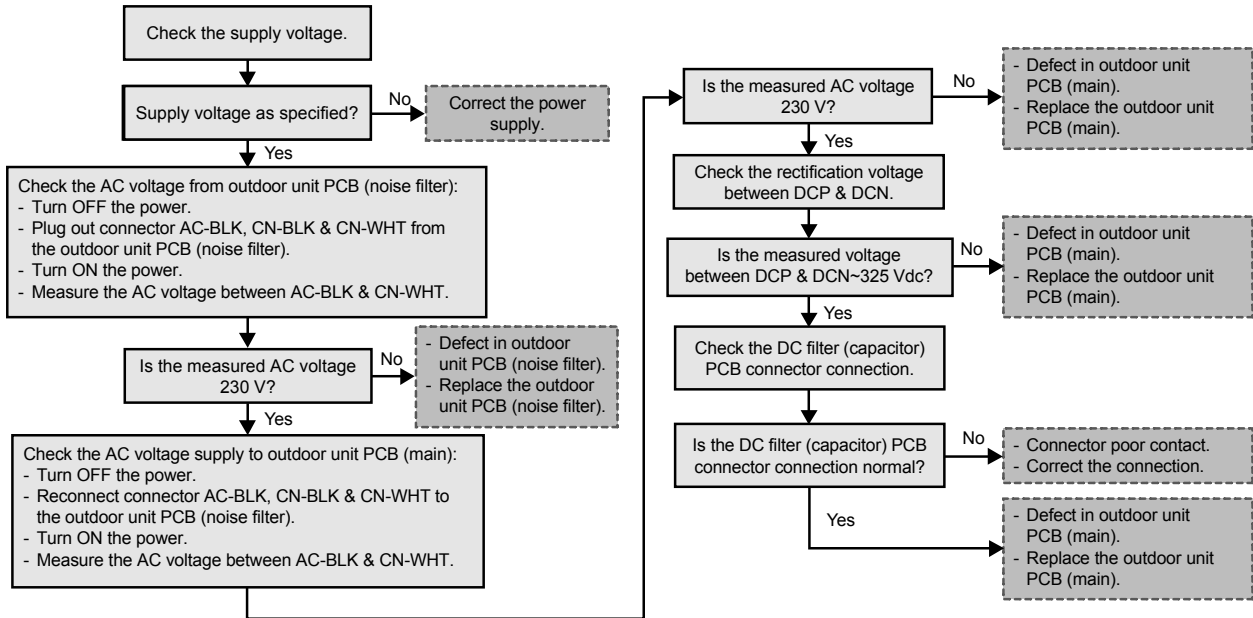 Check the supply voltage.
Supply voltage as specified?
No
Correct the power
supply.
Yes
Check the AC voltage from outdoor unit PCB (noise filter):
- Turn OFF the power.
- Plug out connector AC-BLK, CN-BLK & CN-WHT from
the outdoor unit PCB (noise filter).
- Turn ON the power.
- Measure the AC voltage between AC-BLK & CN-WHT.
Is the measured AC voltage
230 V?
No
- Defect in outdoor
unit PCB (noise filter).
- Replace the outdoor
unit PCB (noise filter).
Yes
Check the AC voltage supply to outdoor unit PCB (main):
- Turn OFF the power.
- Reconnect connector AC-BLK, CN-BLK & CN-WHT to
the outdoor unit PCB (noise filter).
- Turn ON the power.
- Measure the AC voltage between AC-BLK & CN-WHT.
Is the measured AC voltage
230 V?
No
- Defect in outdoor unit
PCB (main).
- Replace the outdoor unit
PCB (main).
Yes
Check the rectification voltage
between DCP & DCN.
Is the measured voltage
between DCP & DCN~325 Vdc?
No
- Defect in outdoor unit
PCB (main).
- Replace the outdoor unit
PCB (main).
Yes
Check the DC filter (capacitor)
PCB connector connection.
Is the DC filter (capacitor) PCB
connector connection normal?
No
- Connector poor contact.
- Correct the connection.
Yes
- Defect in outdoor unit
PCB (main).
- Replace the outdoor unit
PCB (main).